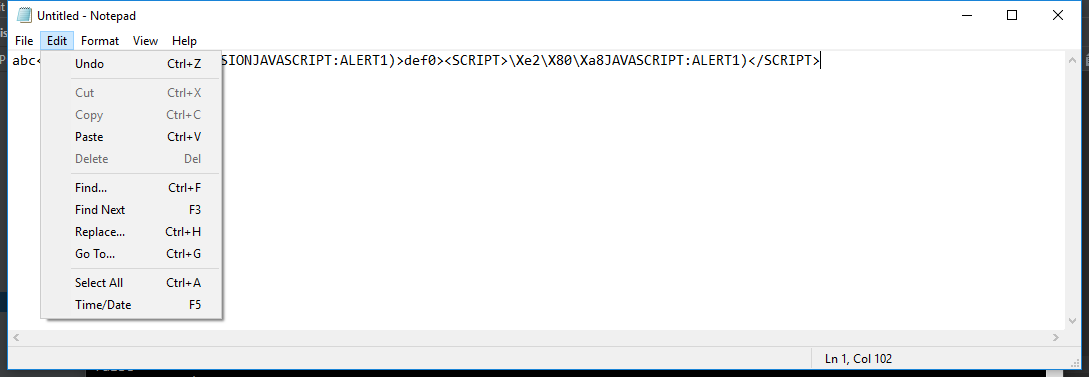 Untitled - Notepad
File Edit Format View Help
abc<SIONJAVASCRIPT:ALERT1)>def0><SCRIPT>\Xe2\X80\Xa8JAVASCRIPT:ALERT1)</SCRIPT>
Undo Ctrl+Z
Cut Ctrl+X
Copy Ctrl+C
Paste Ctrl+V
Delete Del
Find... Ctrl+F
Find Next F3
Replace... Ctrl+H
Go To... Ctrl+G
Select All Ctrl+A
Time/Date F5
Ln 1, Col 102